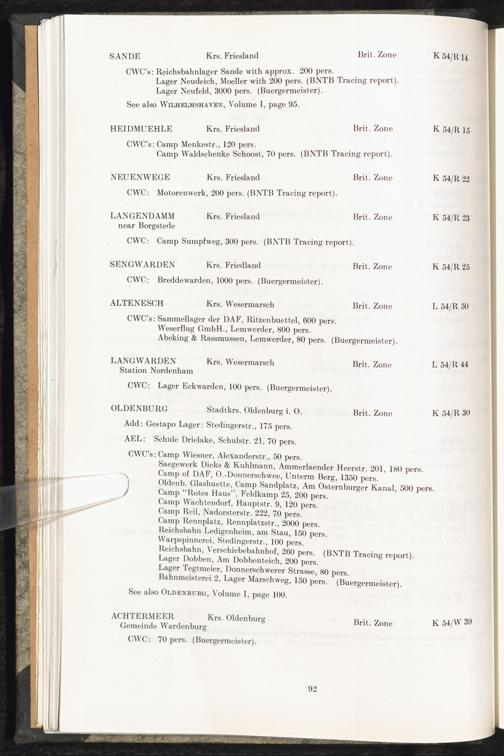 SANDE Krs. Friesland Brit. Zone K 54/R 14
CWC's: Reichsbahnlager Sande with approx. 200 pers.
Lager Neudeich, Moeller with 200 pers. (BNTB Tracing report).
Lager Neufeld, 3000 pers. (Buergermeister).
See also WILHELMSHAVEN, Volume I, page 95.
HEIDMUEHLE Krs. Friesland Brit. Zone K 54/R 15
CWC's: Camp Menkestr., 120 pers.
Camp Waldschenke Schoost, 70 pers. (BNTB Tracing report).
NEUENWEGE Krs. Friesland Brit. Zone K 54/R 22
CWC: Motorenwerk, 200 pers. (BNTB Tracing report).
LANGENDAMM Krs. Friesland Brit. Zone K 54/R 23
near Borgstede
CWC: Camp Sumpfweg, 300 pers. (BNTB Tracing report).
SENGWARDEN Krs. Friedland Brit. Zone K 54/R 25
CWC: Breddewarden, 1000 pers. (Buergermeister).
ALTENESCH Krs. Wesermarsch Brit. Zone L 54/R 50
CWC's: Sammellager der DAF, Ritzenbuettel, 600 pers.
Weserflug GmbH., Lemwerder, 800 pers.
Abeking & Rassmussen, Lemwerder, 80 pers. (Buergermeister).
LANGWARDEN Krs. Wesermarsch Brit. Zone L 54/R 44
Station Nordenham
CWC: Lager Eckwarden, 100 pers. (Buergermeister).
OLDENBURG Stadtkrs. Oldenburg i. O. Brit. Zone K 54/R 30
Add: Gestapo Lager: Stedingerstr., 175 pers.
AEL: Schule Drielake, Schulstr. 21, 70 pers.
CWC's: Camp Wiesner, Alexanderstr., 50 pers.
Saegewerk Dieks & Kuhlmann, Ammerlaender Heerstr. 201, 180 pers.
Camp of DAF, O.-Donnerschwee, Unterm Berg, 1350 pers.
Oldenb. Glashuette, Camp Sandplatz, Am Osternburger Kanal, 500 pers.
Camp "Rotes Haus", Feldkamp 25, 200 pers.
Camp Wachtendorf, Hauptstr. 9, 120 pers.
Camp Reil, Nadorsterstr. 222, 70 pers.
Camp Rennplatz, Rennplatzstr., 2000 pers.
Reichsbahn Ledigenheim, am Stau, 150 pers.
Warpspinnerei, Stedingerstr., 100 pers.
Reichsbahn, Verschiebebahnhof, 260 pers. (BNTB Tracing report).
Lager Dobben, Am Dobbenteich, 200 pers.
Lager Tegtmeier, Donnerschwerer Strasse, 80 pers.
Bahnmeisterei 2, Lager Marschweg, 150 pers. (Buergermeister).
See also OLDENBURG, Volume I, page 100.
ACHTERMEER Krs. Oldenburg Brit. Zone K 54/W 39
Gemeinde Wardenburg
CWC: 70 pers. (Buergermeister).
92